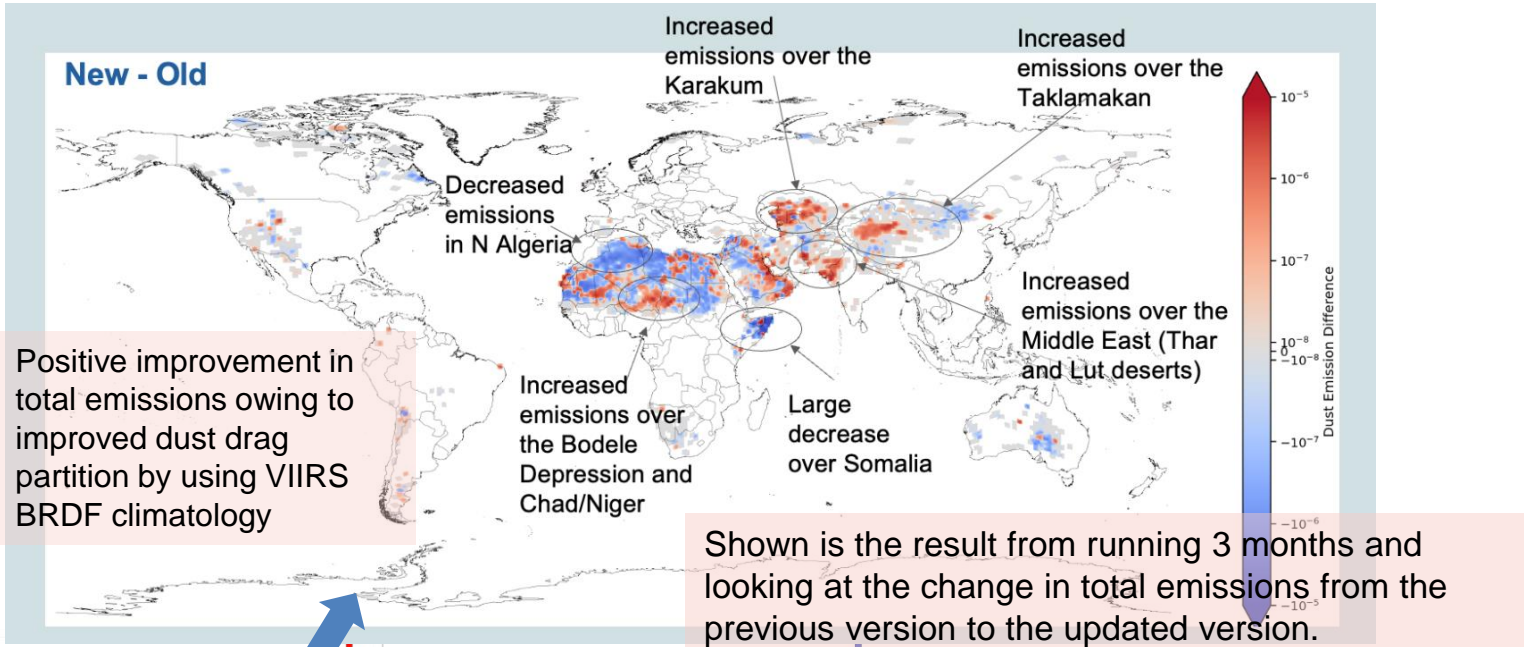 New - Old
Increased
emissions over the
Karakum
Increased
emissions over the
Taklamakan
Decreased
emissions
in N Algeria
Increased
emissions over
the Bodele
Depression and
Chad/Niger
Large
decrease
over Somalia
Increased
emissions over the
Middle East (Thar
and Lut deserts)
10⁻⁵
10⁻⁶
10⁻⁷
10⁻⁸
0
−10⁻⁸
−10⁻⁷
−10⁻⁶
−10⁻⁵
Dust Emission Difference
Positive improvement in
total emissions owing to
improved dust drag
partition by using VIIRS
BRDF climatology
Shown is the result from running 3 months and
looking at the change in total emissions from the
previous version to the updated version.